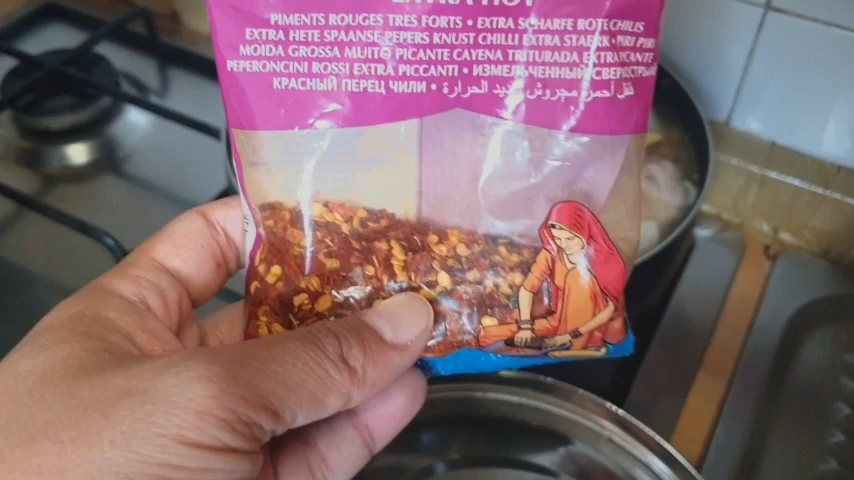 EXTRA HOT
PIMENTS ROUGES TRES FORTS • EXTRA SCHARFE ROTE CHILIS
EXTRA HETE SPAANSE PEPERS KNUST CHILLI EXTRA STAERK • PIRI PIRI
MOIDA GROSSA MUITO PICANTE CAYENA TRITURADA EXTRA PICANTE
PEPERONCINI ROSSI EXTRA PICCANTI • ИЗМЕЛЬЧЕННЫЙ СВЕРХОСТРЫЙ
КРАСНЫЙ ПЕРЕЦ ЧИЛИ • فلفل أحمر مجروش شديد الحرارة